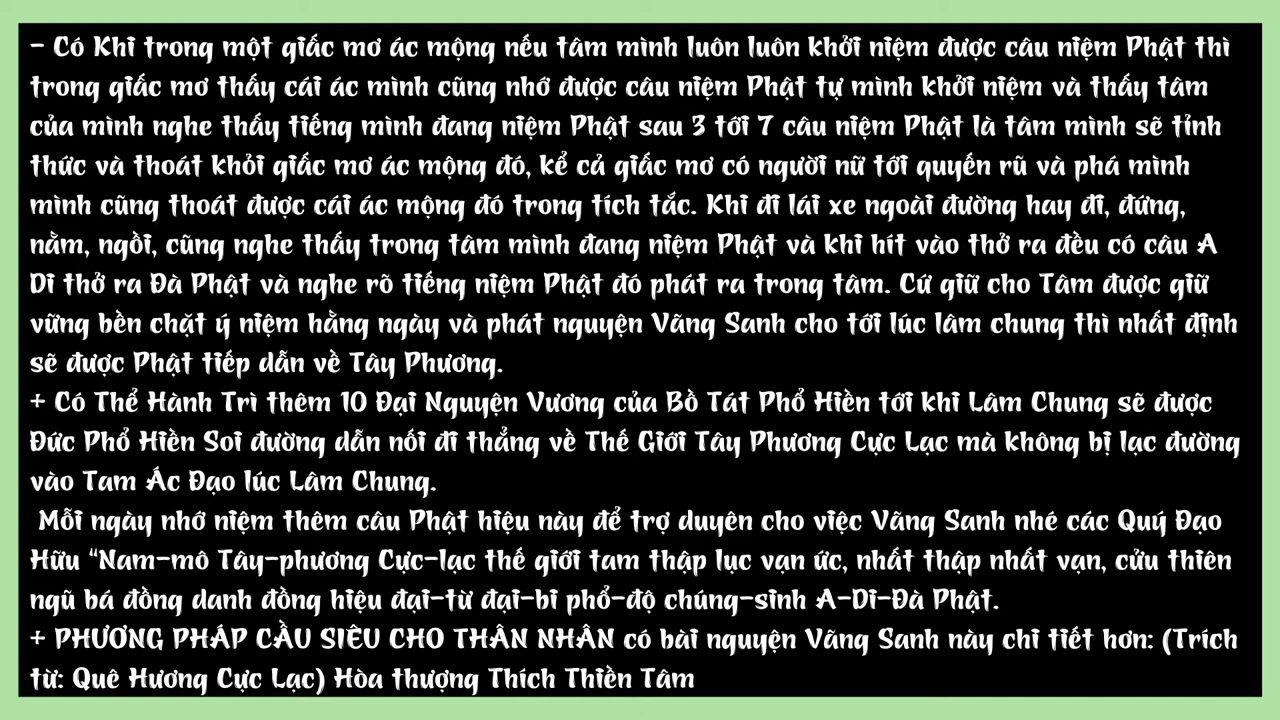 - Có Khi trong một giấc mơ ác mộng nếu tâm mình luôn luôn khởi niệm được câu niệm Phật thì
trong giấc mơ thấy cái ác mình cũng nhớ được câu niệm Phật tự mình khởi niệm và thấy tâm
của mình nghe thấy tiếng mình đang niệm Phật sau 3 tới 7 câu niệm Phật là tâm mình sẽ tỉnh
thức và thoát khỏi giấc mơ ác mộng đó, kể cả giấc mơ có người nữ tới quyến rũ và phá mình
mình cũng thoát được cái ác mộng đó trong tích tắc. Khi đi lái xe ngoài đường hay đi, đứng,
nằm, ngồi, cũng nghe thấy trong tâm mình đang niệm Phật và khi hít vào thở ra đều có câu A
Di thở ra Đà Phật và nghe rõ tiếng niệm Phật đó phát ra trong tâm. Cứ giữ cho Tâm được giữ
vững bền chặt ý niệm hằng ngày và phát nguyện Vãng Sanh cho tới lúc lâm chung thì nhất định
sẽ được Phật tiếp dẫn về Tây Phương.
+ Có Thể Hành Trì thêm 10 Đại Nguyện Vương của Bồ Tát Phổ Hiền tới khi Lâm Chung sẽ được
Đức Phổ Hiền Soi đường dẫn nối đi thẳng về Thế Giới Tây Phương Cực Lạc mà không bị lạc đường
vào Tam Ác Đạo lúc Lâm Chung.
Mỗi ngày nhớ niệm thêm câu Phật hiệu này để trợ duyên cho việc Vãng Sanh nhé các Quý Đạo
Hữu "Nam-mô Tây-phương Cực-lạc thế giới tam thập lục vạn ức, nhất thập nhất vạn, cửu thiên
ngũ bá đồng danh đồng hiệu đại-từ đại-bi phổ-độ chúng-sinh A-Di-Đà Phật.
+ PHƯƠNG PHÁP CẦU SIÊU CHO THÂN NHÂN có bài nguyện Vãng Sanh này chi tiết hơn: (Trích
từ: Quê Hương Cực Lạc) Hòa thượng Thích Thiền Tâm